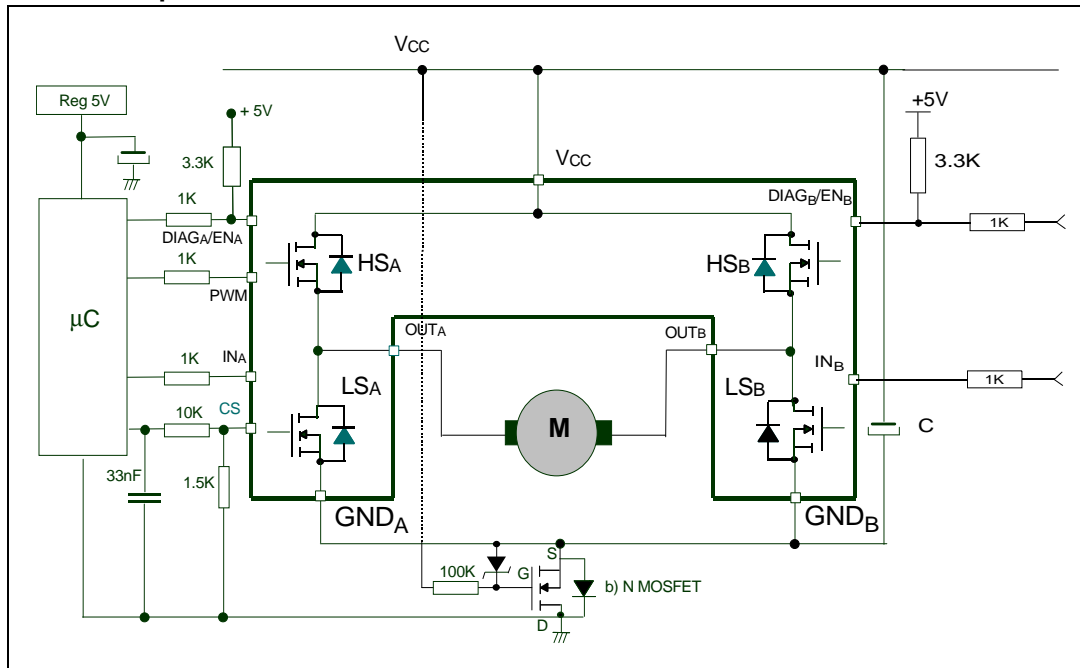 VCC
Reg 5V
+ 5V
+5V
3.3K
VCC
3.3K
1K
DIAGB/ENB
DIAGA/ENA
1K
1K
HSA
HSB
PWM
µC
OUTA
OUTB
INA
INB
1K
1K
LSA
LSB
CS
10K
M
C
33nF
1.5K
GNDA
GNDB
S
100K
G
b) N MOSFET
D